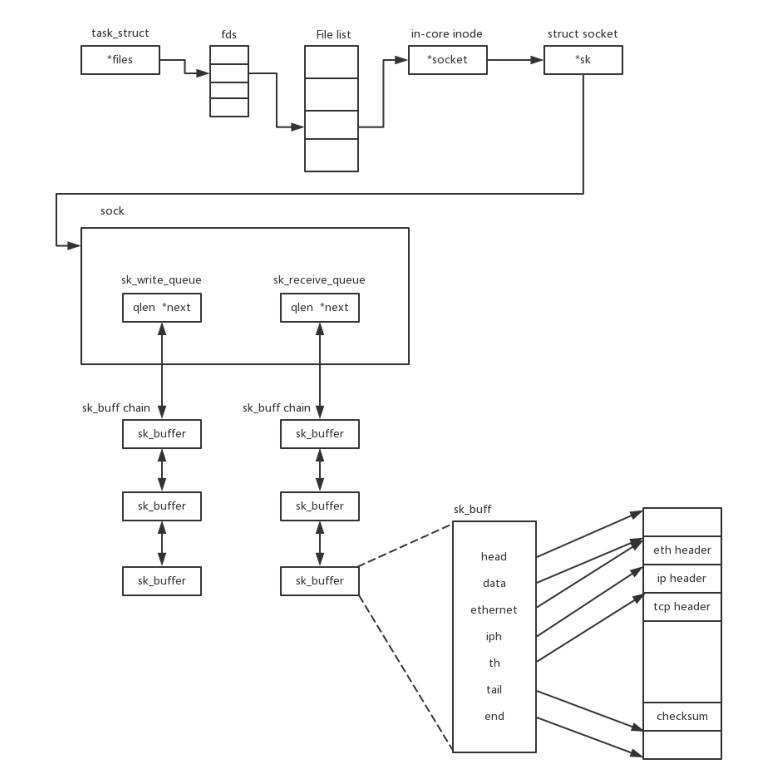 task_struct
fds
File list
in-core inode
struct socket
*files
*socket
*sk
sock
sk_write_queue
sk_receive_queue
qlen *next
qlen *next
sk_buff chain
sk_buff chain
sk_buffer
sk_buffer
sk_buffer
sk_buffer
sk_buffer
sk_buffer
sk_buff
head
data
ethernet
iph
th
tail
end
eth header
ip header
tcp header
checksum